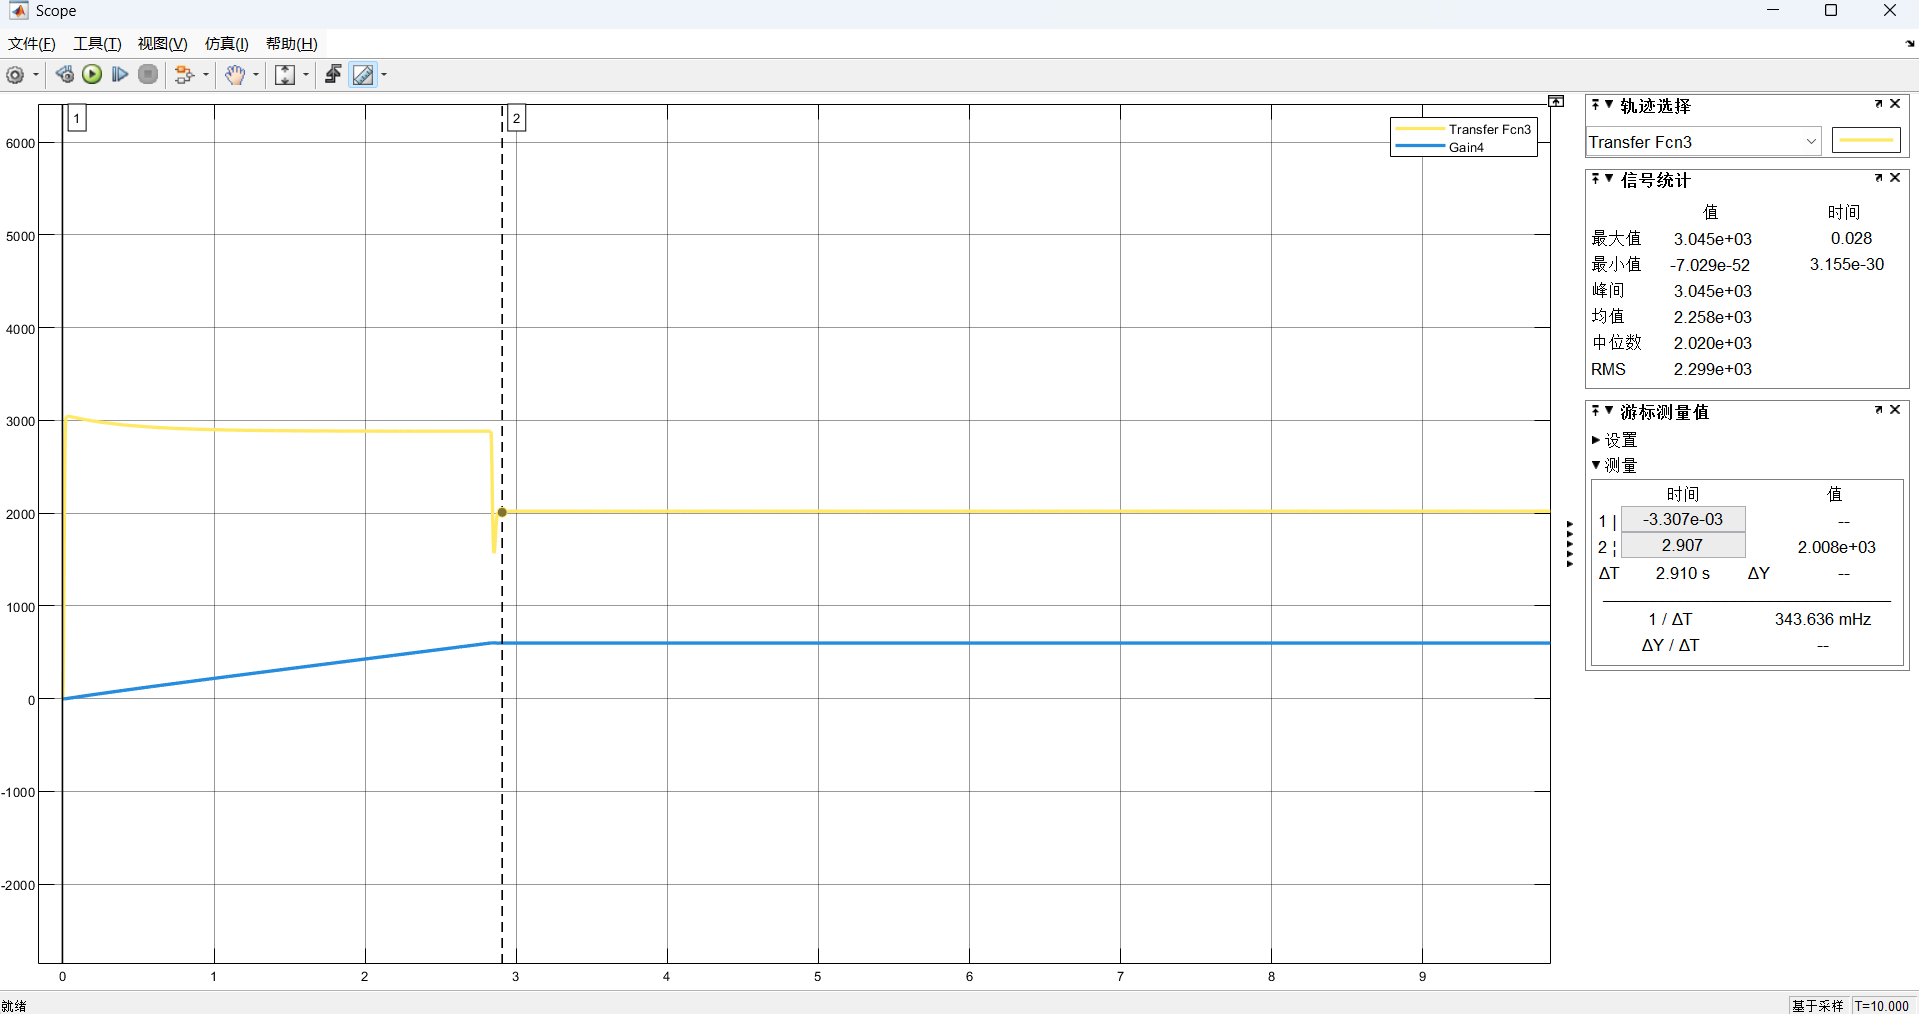 Scope
文件(F) 工具(T) 视图(V) 仿真(I) 帮助(H)
1
2
Transfer Fcn3
Gain4
6000
5000
4000
3000
2000
1000
0
-1000
-2000
0 1 2 3 4 5 6 7 8 9
轨迹选择
Transfer Fcn3
信号统计
值 时间
最大值 3.045e+03 0.028
最小值 -7.029e-52 3.155e-30
峰间 3.045e+03
均值 2.258e+03
中位数 2.020e+03
RMS 2.299e+03
游标测量值
设置
测量
时间 值
1 | -3.307e-03 --
2 ¦ 2.907 2.008e+03
ΔT 2.910 s ΔY --
1 / ΔT 343.636 mHz
ΔY / ΔT --
就绪
基于采样 T=10.000